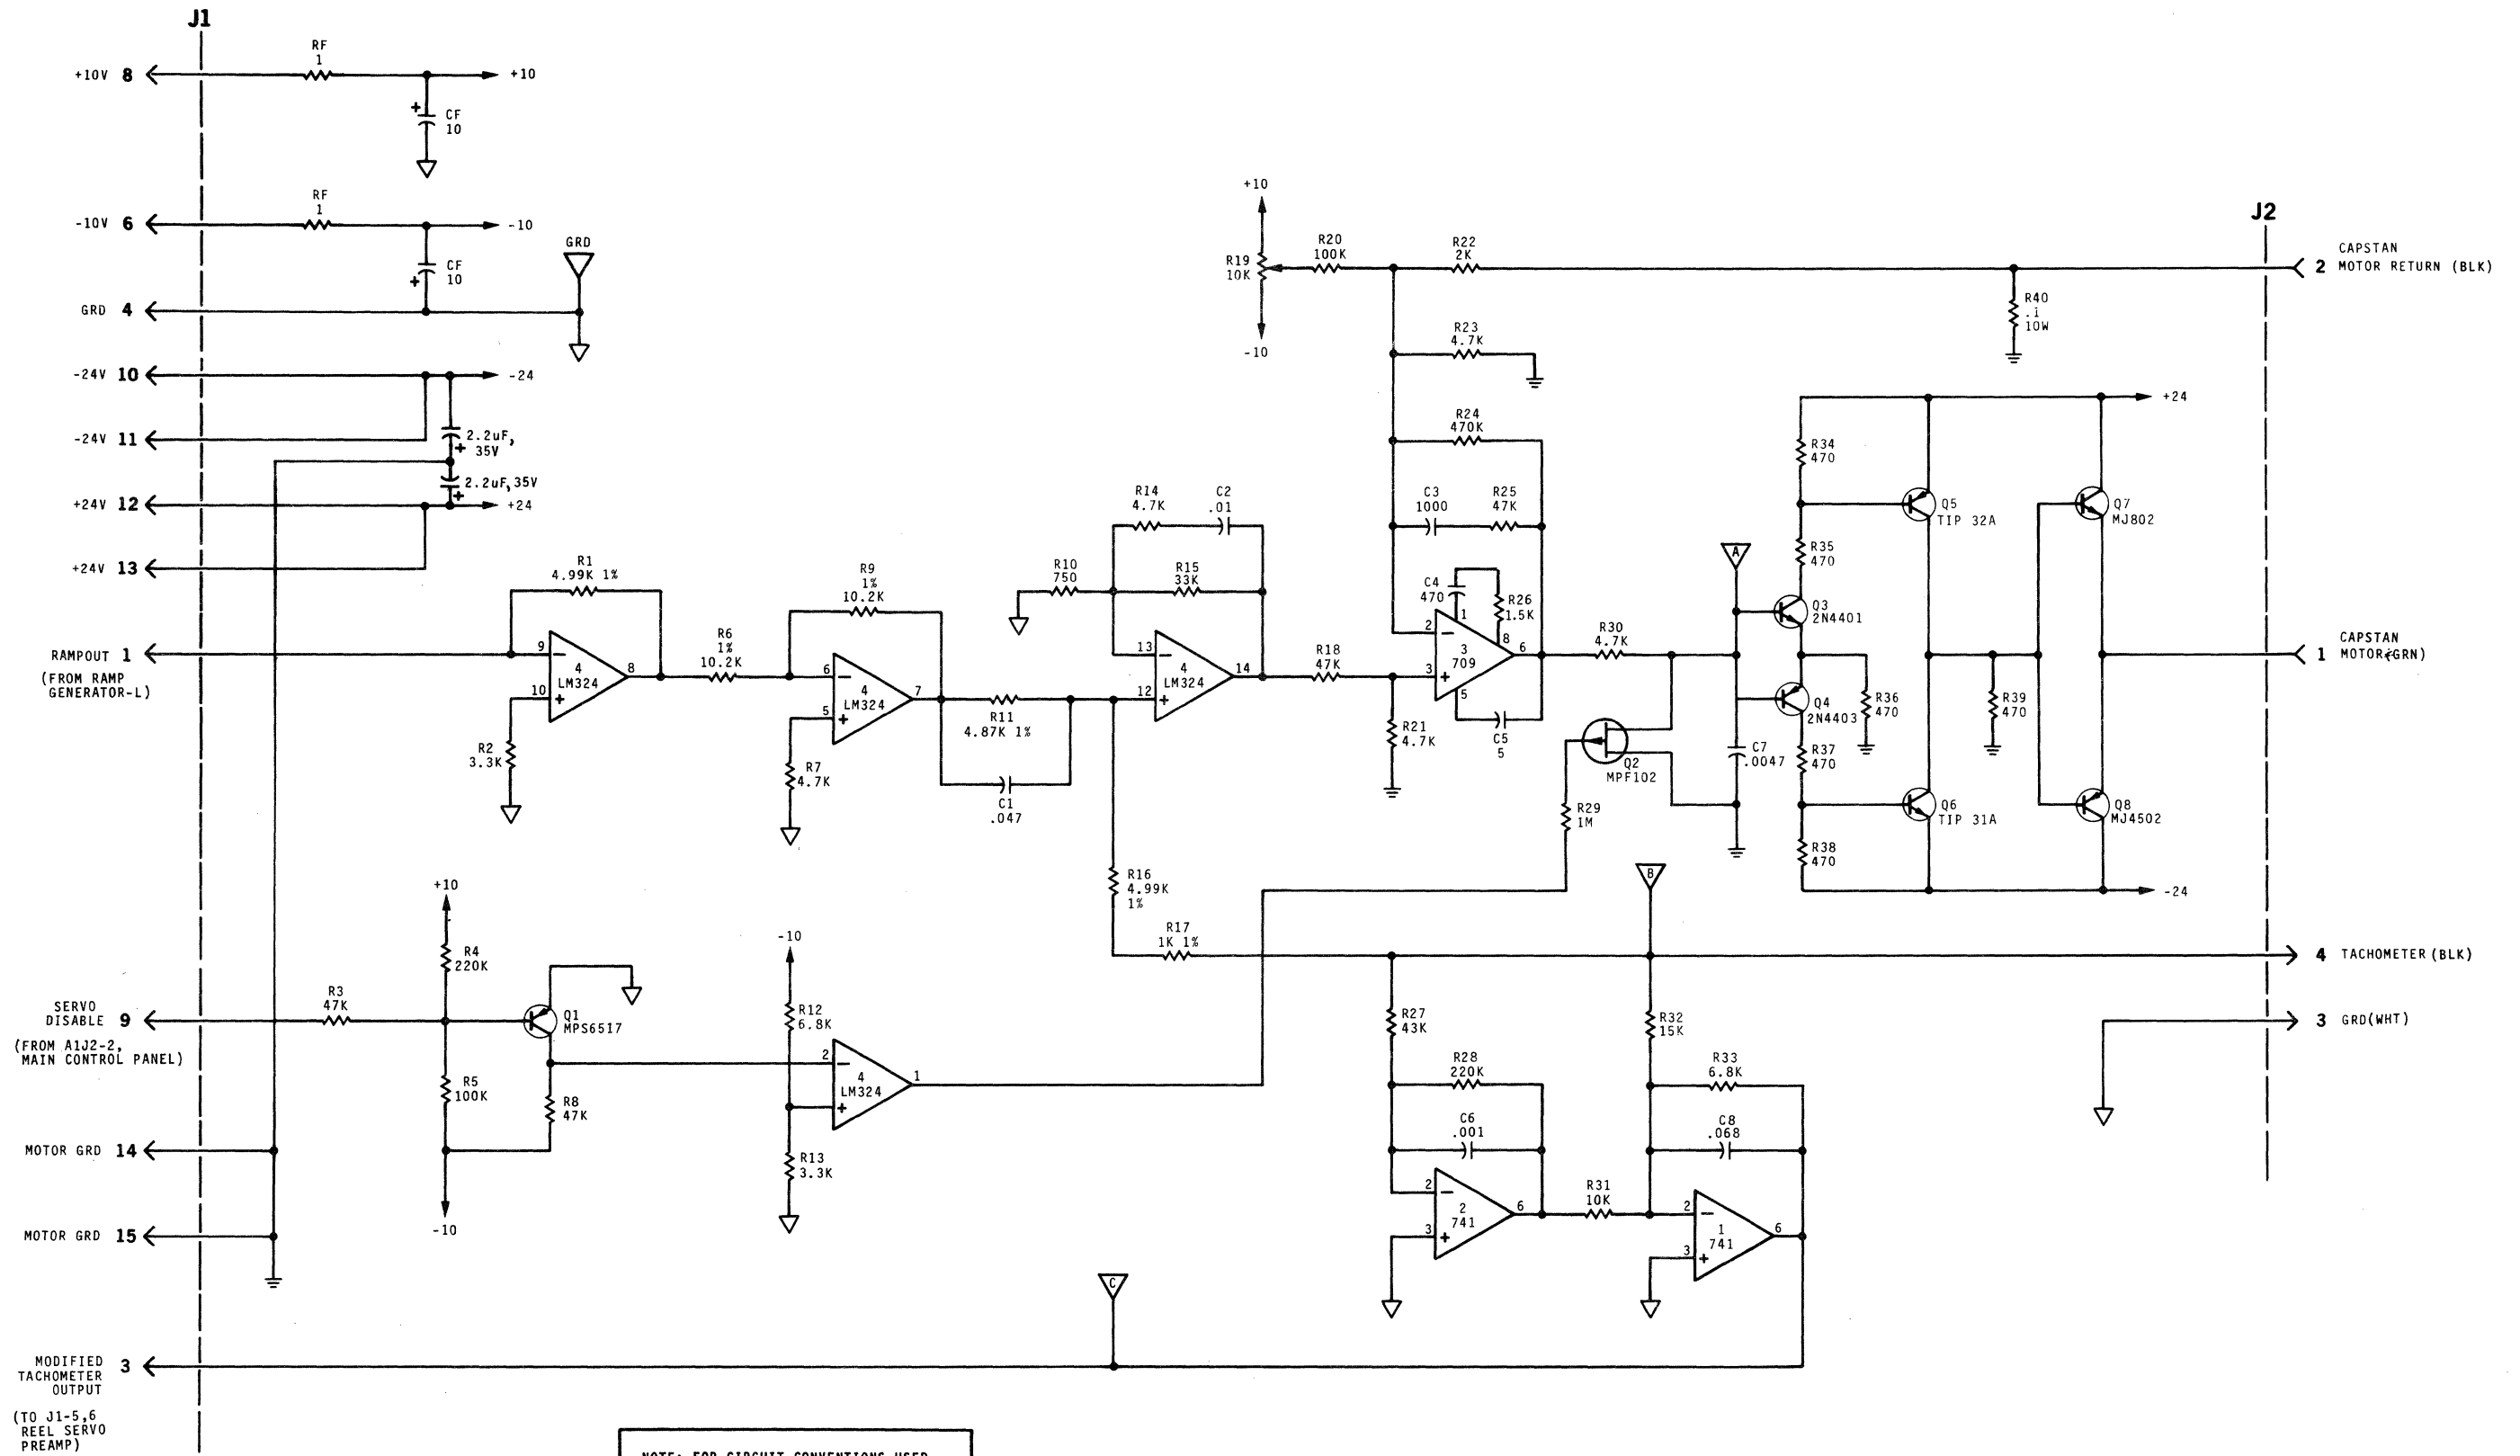 J1
RF
1
+10V 8
+10
+
CF
10
RF
1
-10V 6
-10
GRD
CF
10
+
GRD 4
-24V 10
-24
-24V 11
2.2uF,
+ 35V
2.2uF,35V
+
+24V 12
+24
+24V 13
R1
4.99K 1%
RAMPOUT 1
(FROM RAMP
GENERATOR-L)
9
−
4
LM324
8
10
+
R2
3.3K
R6
1%
10.2K
R9
1%
10.2K
6
−
4
LM324
7
5
+
R7
4.7K
R11
4.87K 1%
C1
.047
R10
750
R14
4.7K
C2
.01
R15
33K
13
−
4
LM324
14
12
+
R18
47K
R16
4.99K
1%
R17
1K 1%
+10
R19
10K
-10
R20
100K
R22
2K
R23
4.7K
R24
470K
C3
1000
R25
47K
C4
470
R26
1.5K
1
8
2
−
3
709
6
3
+
5
R21
4.7K
C5
5
R30
4.7K
Q2
MPF102
R29
1M
A
C7
.0047
R34
470
R35
470
Q3
2N4401
Q4
2N4403
R36
470
R37
470
R38
470
Q5
TIP 32A
Q6
TIP 31A
R39
470
Q7
MJ802
Q8
MJ4502
+24
-24
R40
.1
10W
J2
2 CAPSTAN
MOTOR RETURN (BLK)
1 CAPSTAN
MOTOR (GRN)
4 TACHOMETER (BLK)
3 GRD(WHT)
SERVO
DISABLE 9
(FROM A1J2-2,
MAIN CONTROL PANEL)
R3
47K
+10
R4
220K
Q1
MPS6517
R5
100K
R8
47K
-10
-10
R12
6.8K
2
−
4
LM324
1
+
R13
3.3K
B
R27
43K
R28
220K
C6
.001
2
−
2
741
6
3
+
R31
10K
R32
15K
R33
6.8K
C8
.068
2
−
1
741
6
3
+
MOTOR GRD 14
MOTOR GRD 15
C
MODIFIED 3
TACHOMETER
OUTPUT
(TO J1-5,6
REEL SERVO
PREAMP)
NOTE: FOR CIRCUIT CONVENTIONS USED